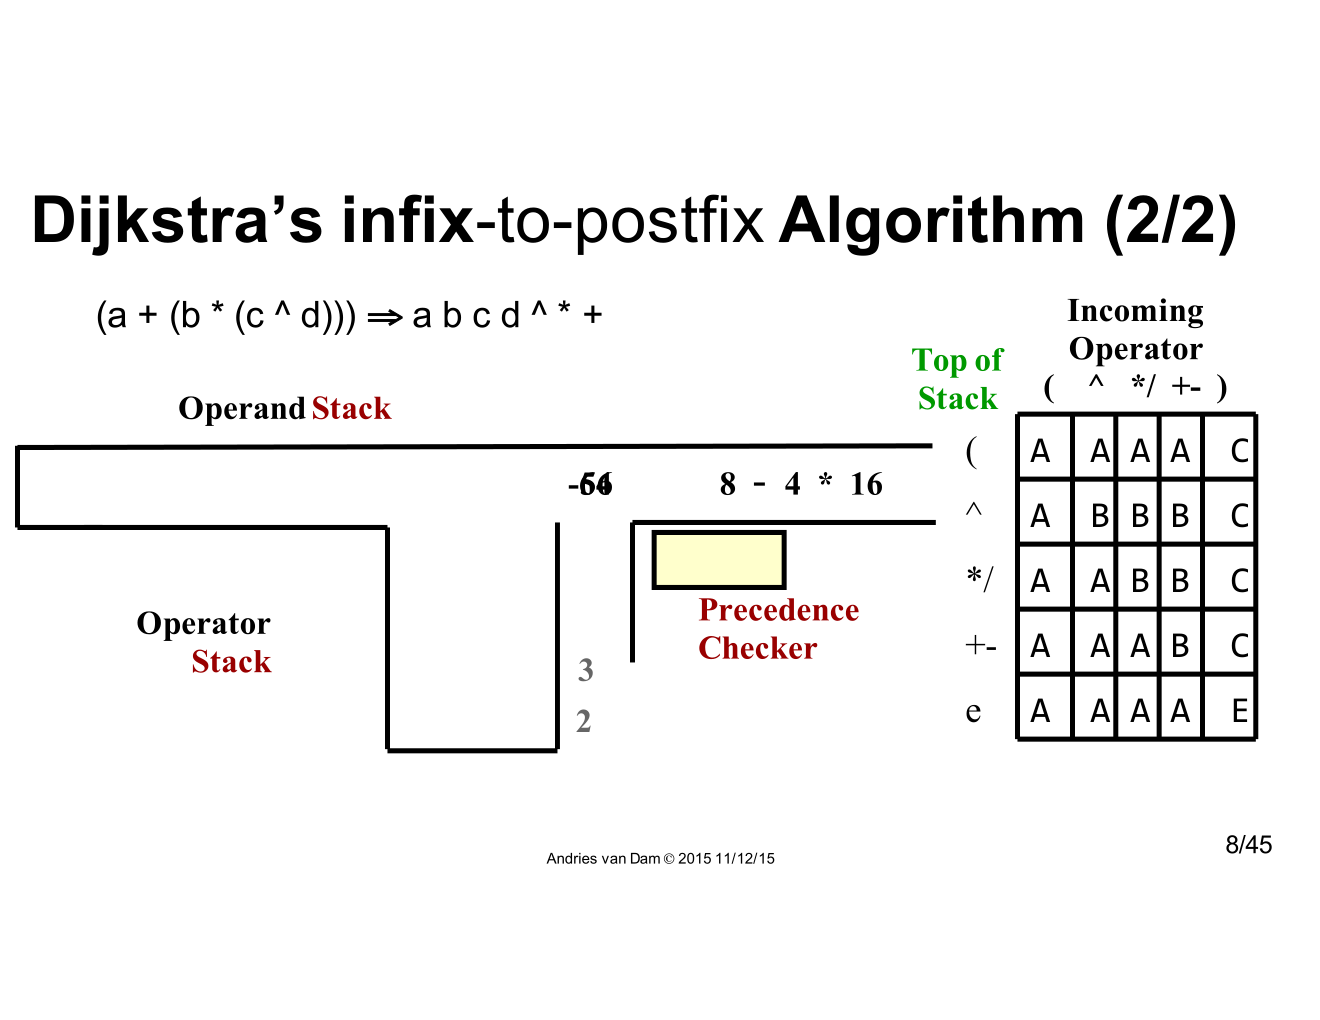 Dijkstra’s infix-to-postfix Algorithm (2/2)
(a + (b * (c ^ d))) ⇒ a b c d ^ * +
Incoming
Operator
( ^ */ +- )
Top of
Stack
Operand Stack
( A A A A C
8 - 4 * 16
^ A B B B C
*/ A A B B C
Precedence
Checker
Operator
Stack
+- A A A B C
3
2
e A A A A E
8/45
Andries van Dam © 2015 11/12/15